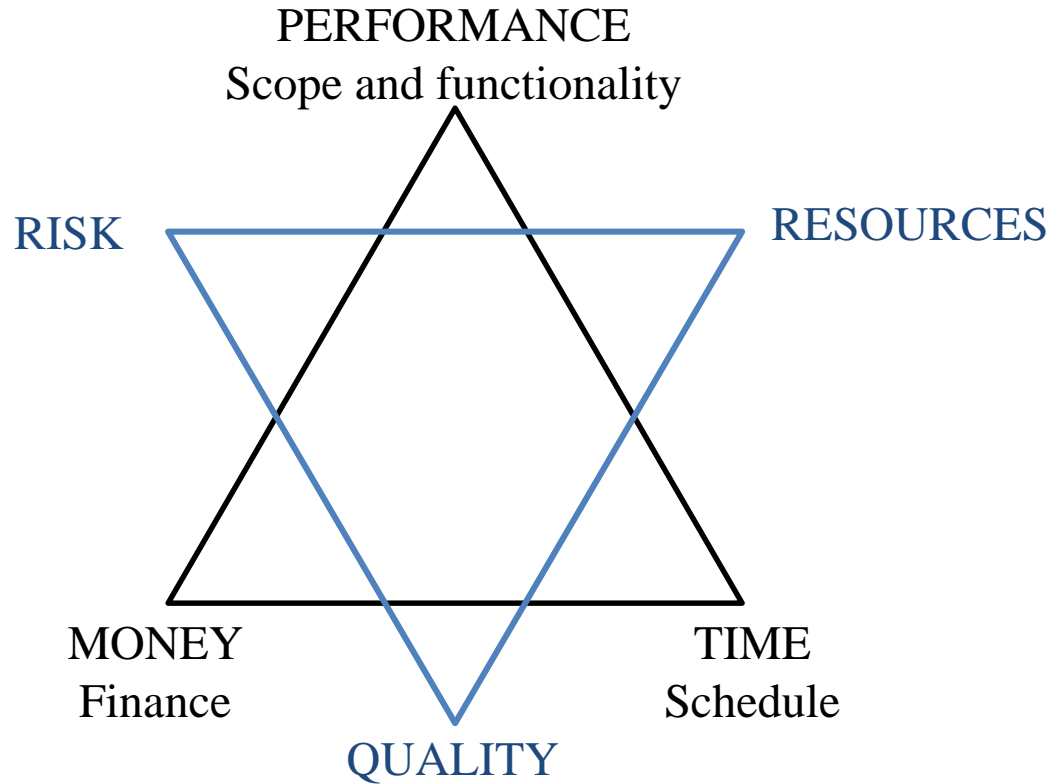 PERFORMANCE
Scope and functionality
RISK
RESOURCES
MONEY
Finance
TIME
Schedule
QUALITY